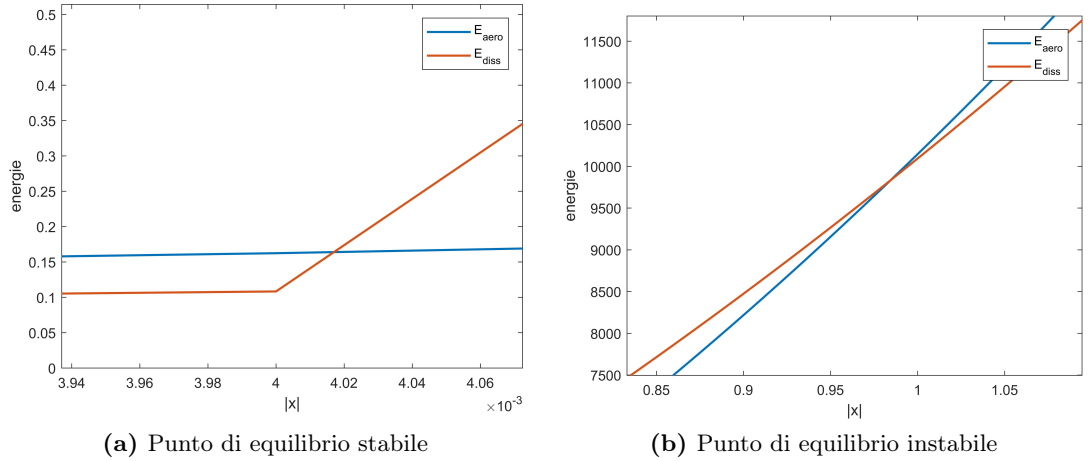 0.5
0.45
0.4
0.35
0.3
0.25
0.2
0.15
0.1
0.05
0
energie
3.94 3.96 3.98 4 4.02 4.04 4.06
×10⁻³
|x|
E_aero
E_diss
(a) Punto di equilibrio stabile
11500
11000
10500
10000
9500
9000
8500
8000
7500
energie
0.85 0.9 0.95 1 1.05
|x|
E_aero
E_diss
(b) Punto di equilibrio instabile